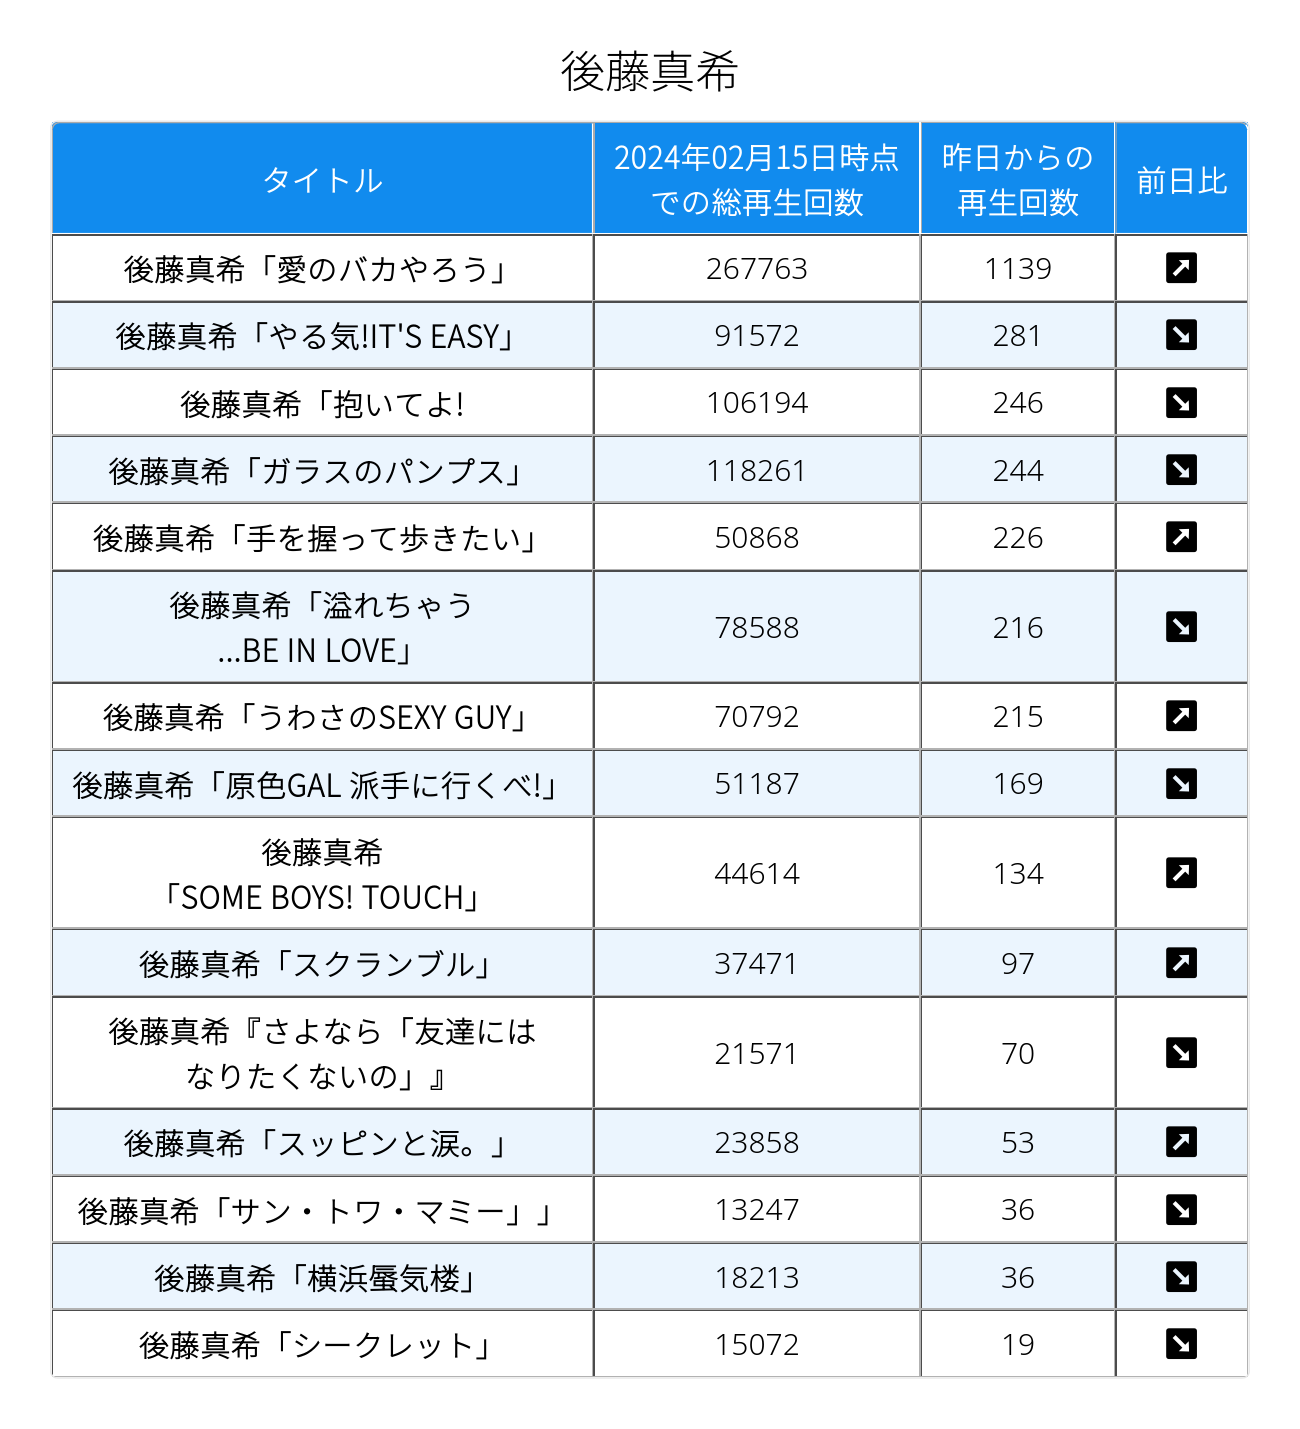 後藤真希
タイトル 2024年02月15日時点 での総再生回数 昨日からの 再生回数 前日比
後藤真希「愛のバカやろう」 267763 1139 ↗
後藤真希「やる気!IT'S EASY」 91572 281 ↘
後藤真希「抱いてよ! 106194 246 ↘
後藤真希「ガラスのパンプス」 118261 244 ↘
後藤真希「手を握って歩きたい」 50868 226 ↗
後藤真希「溢れちゃう
...BE IN LOVE」 78588 216 ↘
後藤真希「うわさのSEXY GUY」 70792 215 ↗
後藤真希「原色GAL 派手に行くべ!」 51187 169 ↘
後藤真希
「SOME BOYS! TOUCH」 44614 134 ↗
後藤真希「スクランブル」 37471 97 ↗
後藤真希『さよなら「友達には
なりたくないの」』 21571 70 ↘
後藤真希「スッピンと涙。」 23858 53 ↗
後藤真希「サン・トワ・マミー」」 13247 36 ↘
後藤真希「横浜蜃気楼」 18213 36 ↘
後藤真希「シークレット」 15072 19 ↘